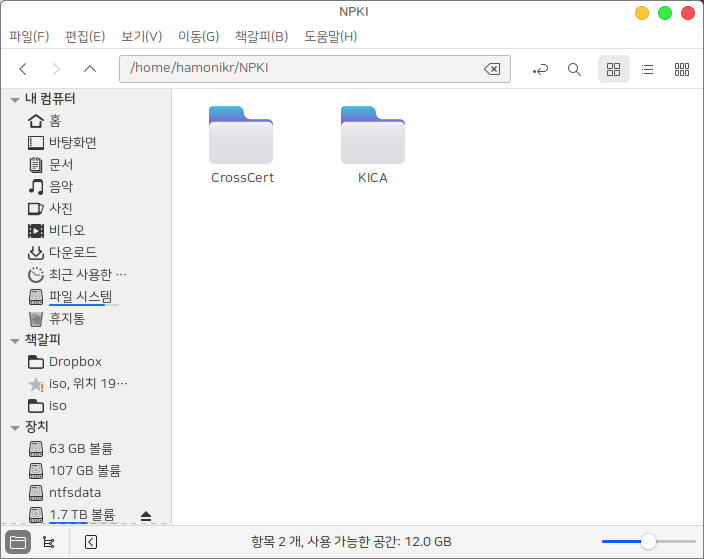 NPKI
파일(F) 편집(E) 보기(V) 이동(G) 책갈피(B) 도움말(H)
/home/hamonikr/NPKI
내 컴퓨터
홈
바탕화면
문서
음악
사진
비디오
다운로드
최근 사용한 ⋯
파일 시스템
휴지통
책갈피
Dropbox
iso, 위치 19⋯
iso
장치
63 GB 볼륨
107 GB 볼륨
ntfsdata
1.7 TB 볼륨
CrossCert KICA
항목 2 개, 사용 가능한 공간: 12.0 GB